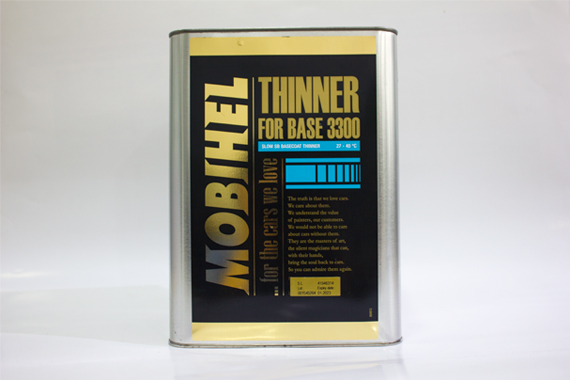 MOBIHEL
for the cars we love
THINNER
FOR BASE 3300
SLOW SB BASECOAT THINNER 27 - 40 °C
The truth is that we love cars.
We care about them.
We understand the value
of painters, our customers.
We would not be able to care
about cars without them.
They are the masters of art,
the silent magicians that can,
with their hands,
bring the soul back to cars.
So you can admire them again.